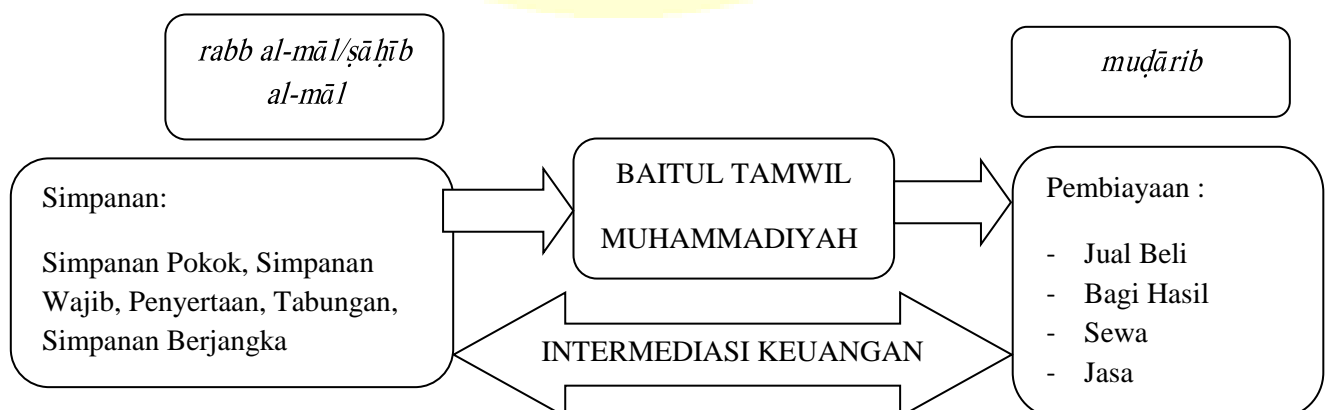 rabb al-māl/ṣāḥīb
al-māl
muḍārib
Simpanan:
Simpanan Pokok, Simpanan
Wajib, Penyertaan, Tabungan,
Simpanan Berjangka
BAITUL TAMWIL
MUHAMMADIYAH
INTERMEDIASI KEUANGAN
Pembiayaan :
- Jual Beli
- Bagi Hasil
- Sewa
- Jasa